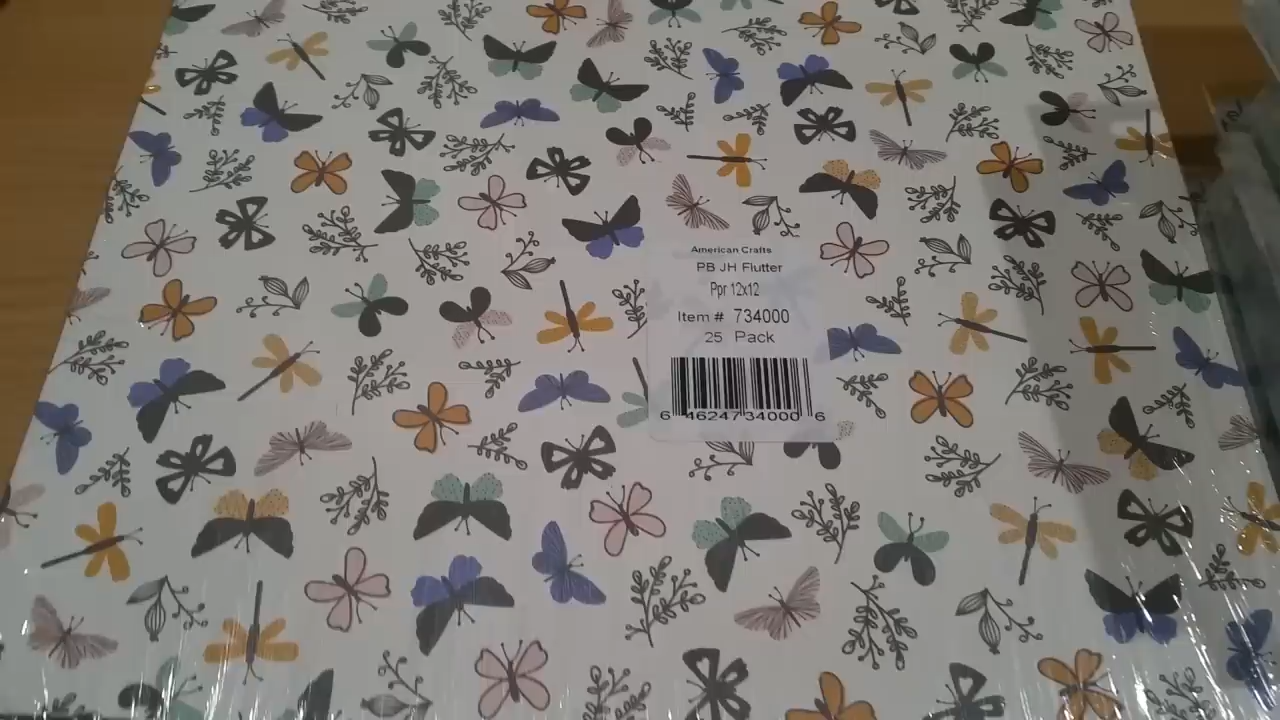 American Crafts
PB JH Flutter
Ppr 12x12
Item # 734000
25 Pack
6 46247 34000 6